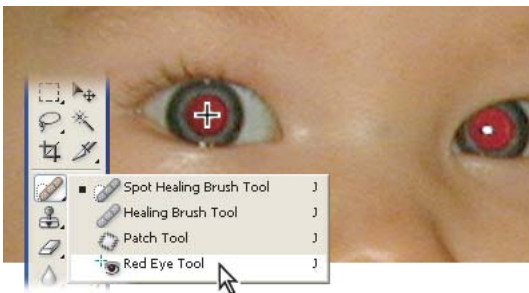 Spot Healing Brush Tool J
Healing Brush Tool J
Patch Tool J
Red Eye Tool J